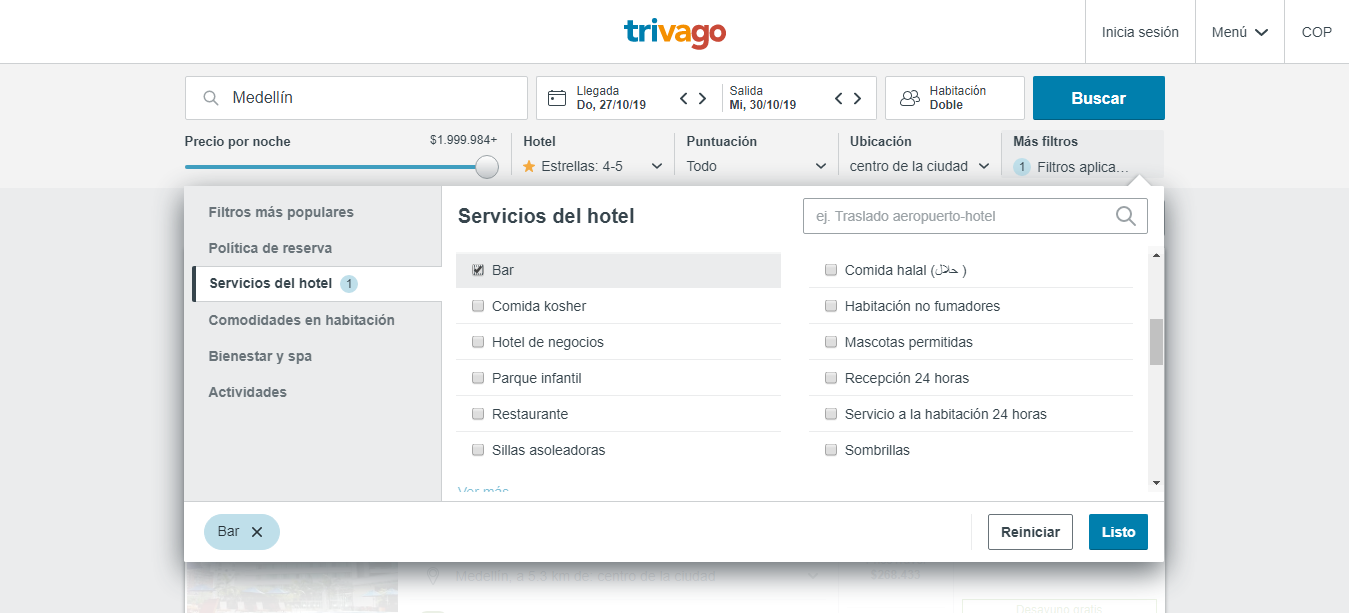 trivago
Inicia sesión
Menú
COP
Medellín
Llegada
Do, 27/10/19
Salida
Mi, 30/10/19
Habitación
Doble
Buscar
Precio por noche
$1.999.984+
Hotel
Estrellas: 4-5
Puntuación
Todo
Ubicación
centro de la ciudad
Más filtros
1 Filtros aplica...
Filtros más populares
Política de reserva
Servicios del hotel 1
Comodidades en habitación
Bienestar y spa
Actividades
Servicios del hotel
ej. Traslado aeropuerto-hotel
Bar
Comida kosher
Hotel de negocios
Parque infantil
Restaurante
Sillas asoleadoras
Ver más
Comida halal (حلال )
Habitación no fumadores
Mascotas permitidas
Recepción 24 horas
Servicio a la habitación 24 horas
Sombrillas
Bar
Reiniciar
Listo
Medellín, a 5.5 km de: centro de la ciudad
$268.433
Desayuno gratis